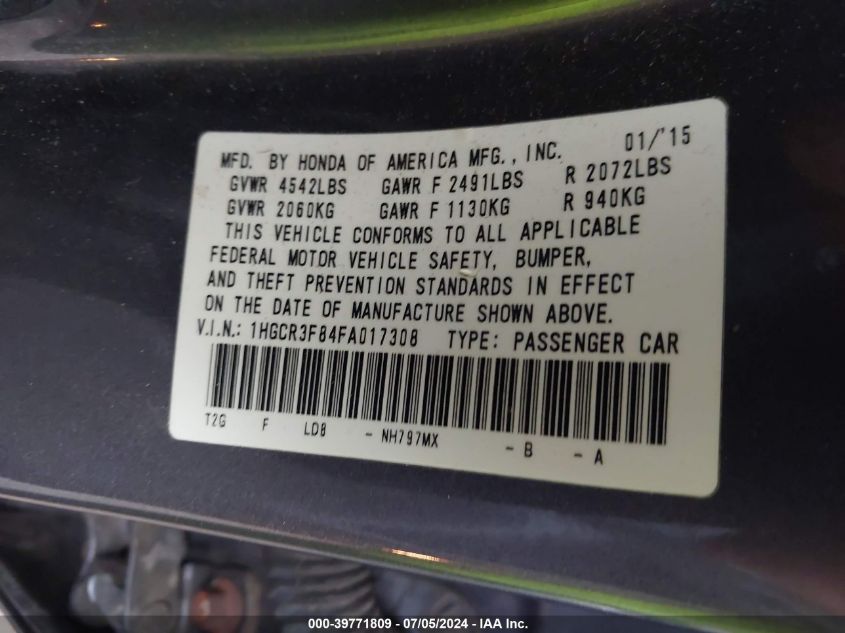 MFD. BY HONDA OF AMERICA MFG., INC. 01/'15
GVWR 4542LBS GAWR F 2491LBS R 2072LBS
GVWR 2060KG GAWR F 1130KG R 940KG
THIS VEHICLE CONFORMS TO ALL APPLICABLE
FEDERAL MOTOR VEHICLE SAFETY, BUMPER,
AND THEFT PREVENTION STANDARDS IN EFFECT
ON THE DATE OF MANUFACTURE SHOWN ABOVE.
V.I.N.: 1HGCR3F84FA017308 TYPE: PASSENGER CAR
T2G F LD8 - NH797MX - B - A
000-39771809 - 07/05/2024 - IAA Inc.